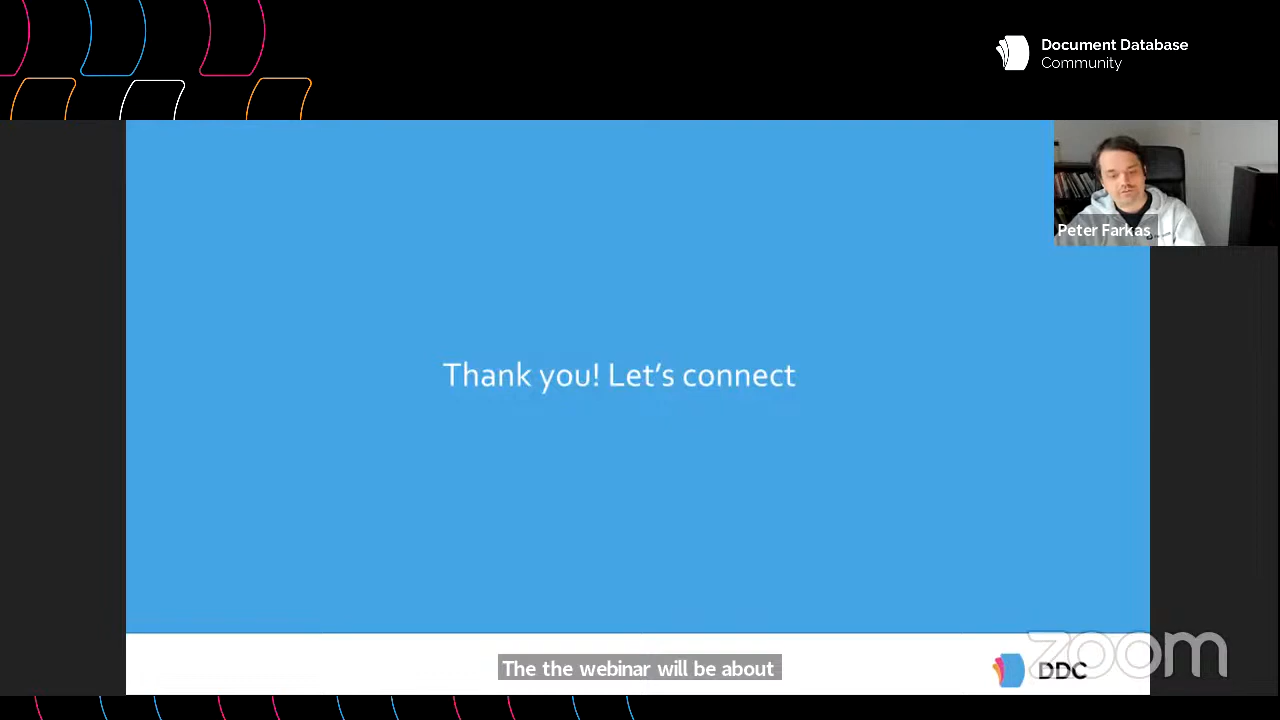 Document Database
Community
Peter Farkas
Thank you! Let's connect
The the webinar will be about
DDC
zoom